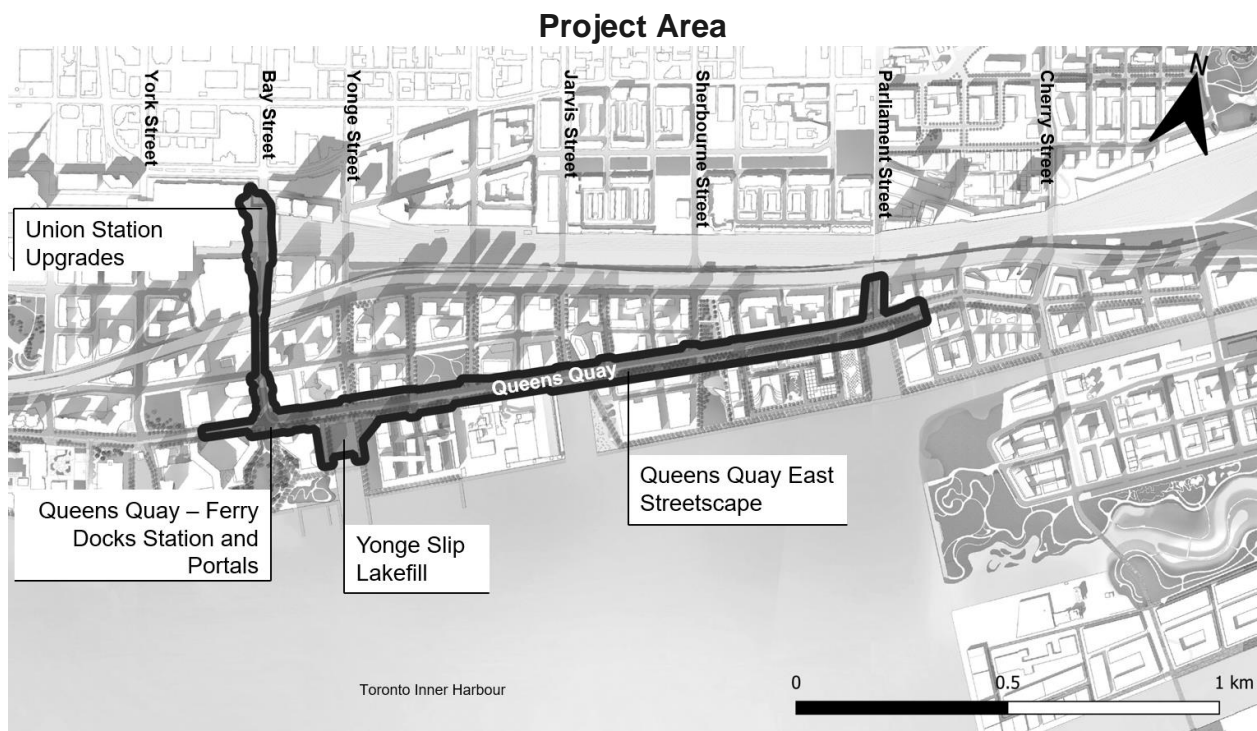 Project Area
York Street
Bay Street
Yonge Street
Jarvis Street
Sherbourne Street
Parliament Street
Cherry Street
N
Union Station
Upgrades
Queens Quay
Queens Quay – Ferry
Docks Station and
Portals
Yonge Slip
Lakefill
Queens Quay East
Streetscape
Toronto Inner Harbour
0
0.5
1 km